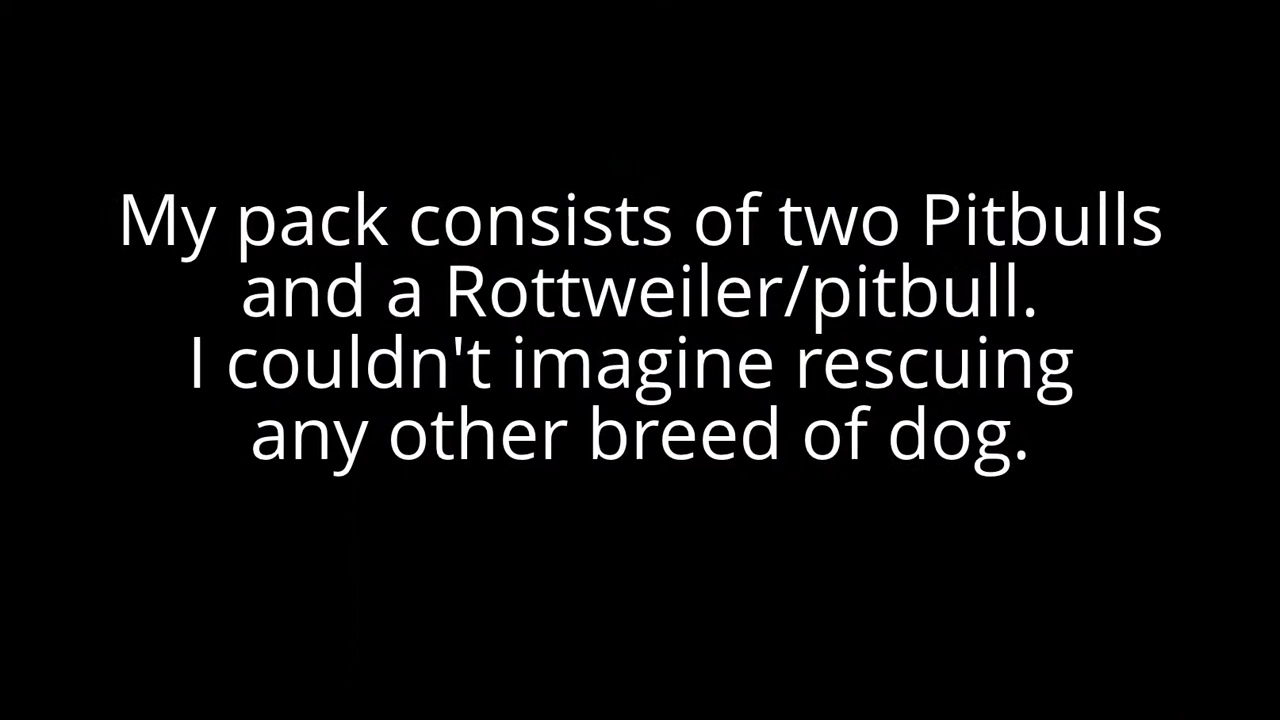 My pack consists of two Pitbulls
and a Rottweiler/pitbull.
I couldn't imagine rescuing
any other breed of dog.